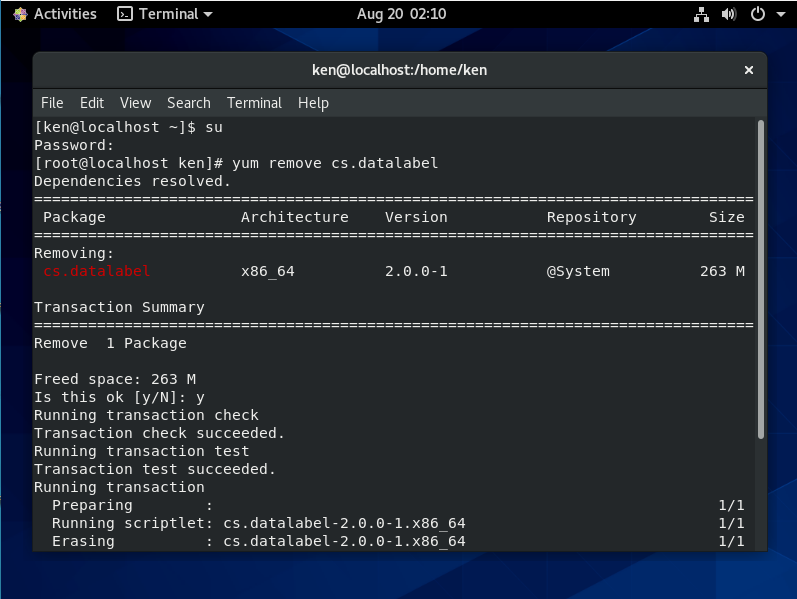 Activities Terminal Aug 20 02:10
ken@localhost:/home/ken ×
File Edit View Search Terminal Help
[ken@localhost ~]$ su
Password:
[root@localhost ken]# yum remove cs.datalabel
Dependencies resolved.
================================================================================
 Package               Architecture    Version           Repository        Size
================================================================================
Removing:
 cs.datalabel          x86_64          2.0.0-1           @System          263 M

Transaction Summary
================================================================================
Remove  1 Package

Freed space: 263 M
Is this ok [y/N]: y
Running transaction check
Transaction check succeeded.
Running transaction test
Transaction test succeeded.
Running transaction
  Preparing        :                                                        1/1
  Running scriptlet: cs.datalabel-2.0.0-1.x86_64                            1/1
  Erasing          : cs.datalabel-2.0.0-1.x86_64                            1/1